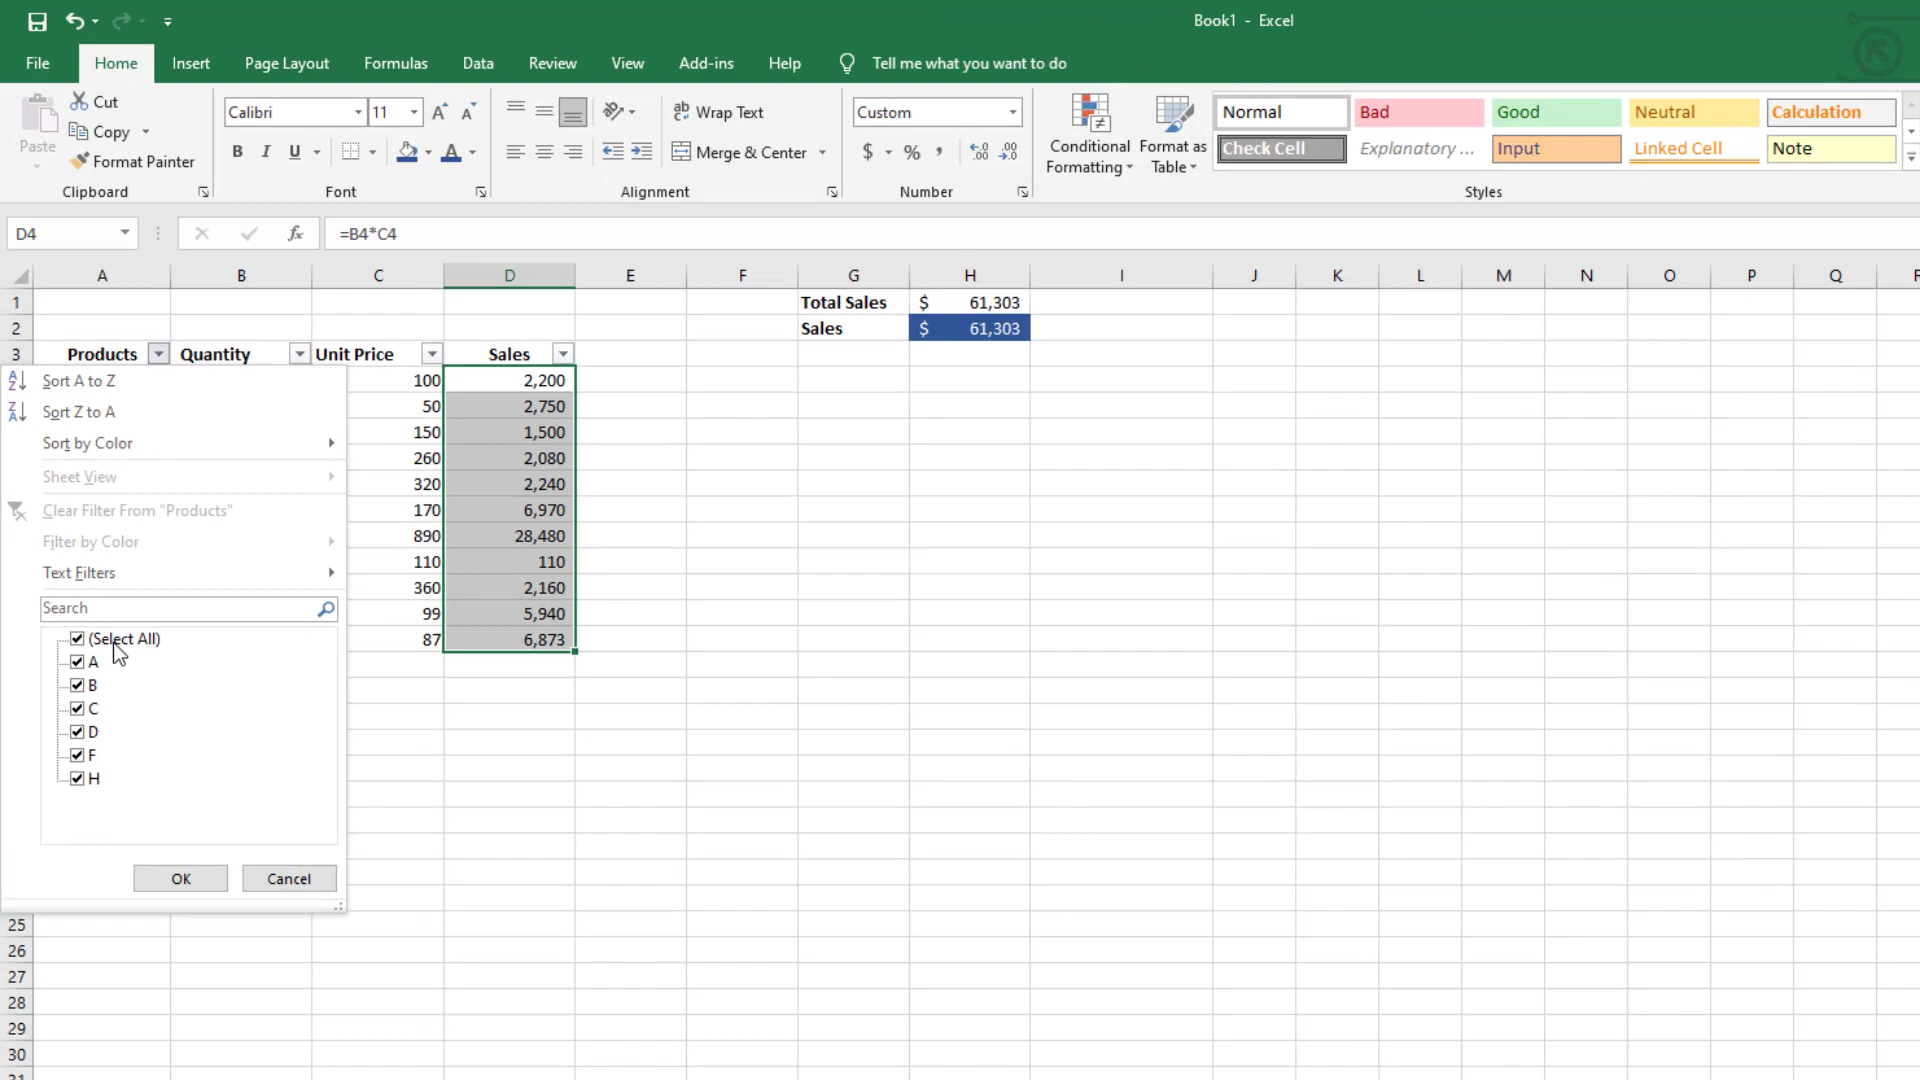 Book1 - Excel
File Home Insert Page Layout Formulas Data Review View Add-ins Help Tell me what you want to do
Paste Cut Copy Format Painter
Calibri 11
B I U
Wrap Text
Merge & Center
Custom
$ % ,
Conditional Formatting
Format as Table
Normal Bad Good Neutral Calculation
Check Cell Explanatory ... Input Linked Cell Note
Clipboard Font Alignment Number Styles
D4 fx =B4*C4
A B C D E F G H I J K L M N O P Q
1 Total Sales $ 61,303
2 Sales $ 61,303
3 Products Quantity Unit Price Sales
100 2,200
50 2,750
150 1,500
260 2,080
320 2,240
170 6,970
890 28,480
110 110
360 2,160
99 5,940
87 6,873
Sort A to Z
Sort Z to A
Sort by Color
Sheet View
Clear Filter From "Products"
Filter by Color
Text Filters
Search
(Select All)
A
B
C
D
F
H
OK Cancel
25
26
27
28
29
30